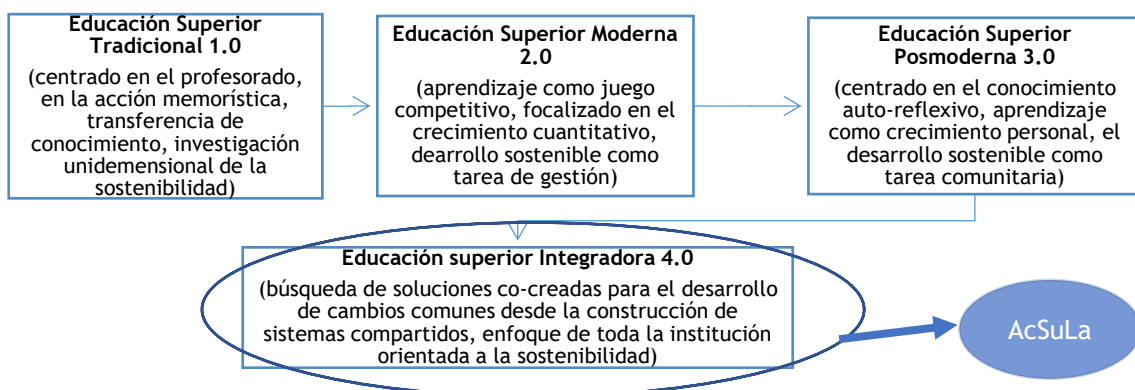 Educación Superior
Tradicional 1.0
(centrado en el profesorado,
en la acción memorística,
transferencia de
conocimiento, investigación
unidemensional de la
sostenibilidad)
Educación Superior Moderna
2.0
(aprendizaje como juego
competitivo, focalizado en el
crecimiento cuantitativo,
dearrollo sostenible como
tarea de gestión)
Educación Superior
Posmoderna 3.0
(centrado en el conocimiento
auto-reflexivo, aprendizaje
como crecimiento personal, el
desarrollo sostenible como
tarea comunitaria)
Educación superior Integradora 4.0
(búsqueda de soluciones co-creadas para el desarrollo
de cambios comunes desde la construcción de
sistemas compartidos, enfoque de toda la institución
orientada a la sostenibilidad)
AcSuLa